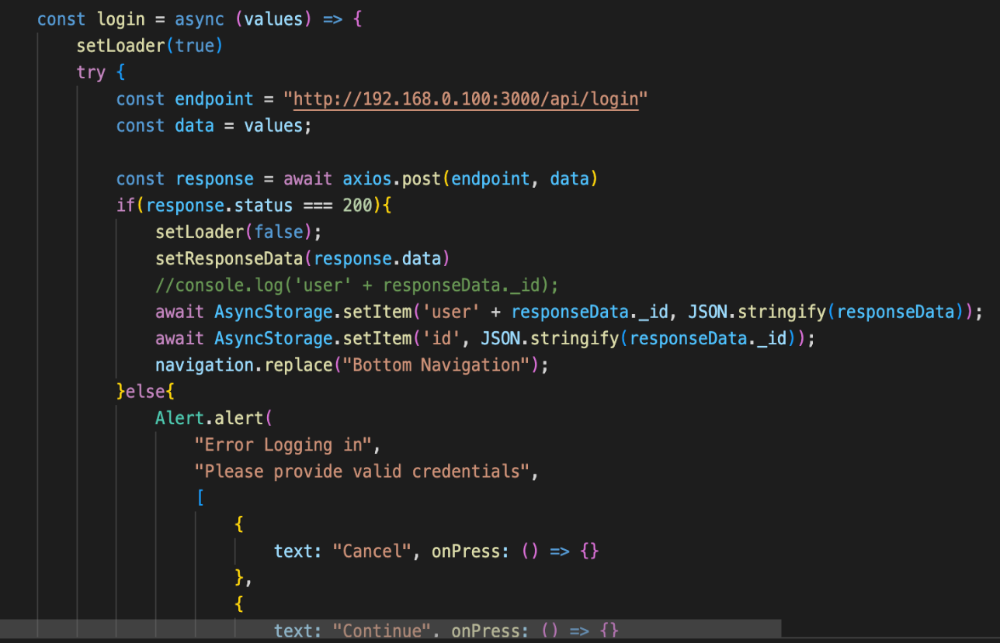 const login = async (values) => {
setLoader(true)
try {
const endpoint = "http://192.168.0.100:3000/api/login"
const data = values;
const response = await axios.post(endpoint, data)
if(response.status === 200){
setLoader(false);
setResponseData(response.data)
//console.log('user' + responseData._id);
await AsyncStorage.setItem('user' + responseData._id, JSON.stringify(responseData));
await AsyncStorage.setItem('id', JSON.stringify(responseData._id));
navigation.replace("Bottom Navigation");
}else{
Alert.alert(
"Error Logging in",
"Please provide valid credentials",
[
{
text: "Cancel", onPress: () => {}
},
{
text: "Continue", onPress: () => {}